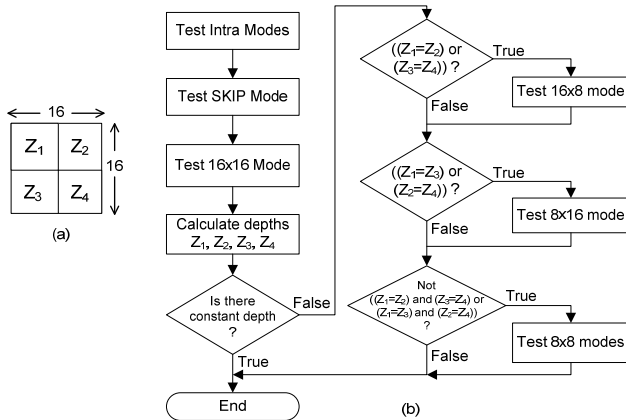 16
16
Z₁ Z₂
Z₃ Z₄
(a)
Test Intra Modes
Test SKIP Mode
Test 16x16 Mode
Calculate depths
Z₁, Z₂, Z₃, Z₄
Is there
constant depth
?
False
True
End
((Z₁=Z₂) or
(Z₃=Z₄)) ?
True
Test 16x8 mode
False
((Z₁=Z₃) or
(Z₂=Z₄)) ?
True
Test 8x16 mode
False
Not
((Z₁=Z₂) and (Z₃=Z₄) or
(Z₁=Z₃) and (Z₂=Z₄))
?
True
Test 8x8 modes
False
(b)